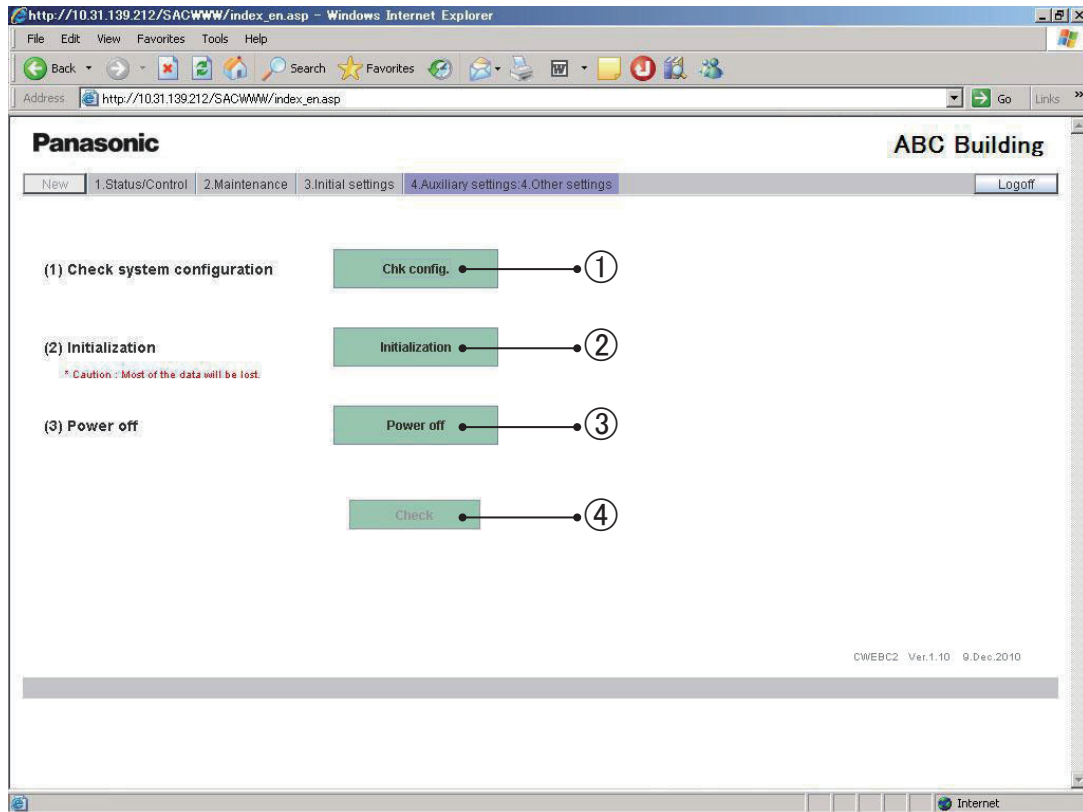 http://10.31.139.212/SACWWW/index_en.asp - Windows Internet Explorer
File Edit View Favorites Tools Help
Back Search Favorites
Address http://10.31.139.212/SACWWW/index_en.asp Go Links »
Panasonic ABC Building
New 1.Status/Control 2.Maintenance 3.Initial settings 4.Auxiliary settings:4.Other settings Logoff
(1) Check system configuration Chk config. ①
(2) Initialization Initialization ②
* Caution : Most of the data will be lost.
(3) Power off Power off ③
Check ④
CWEBC2 Ver.1.10 9.Dec.2010
Internet